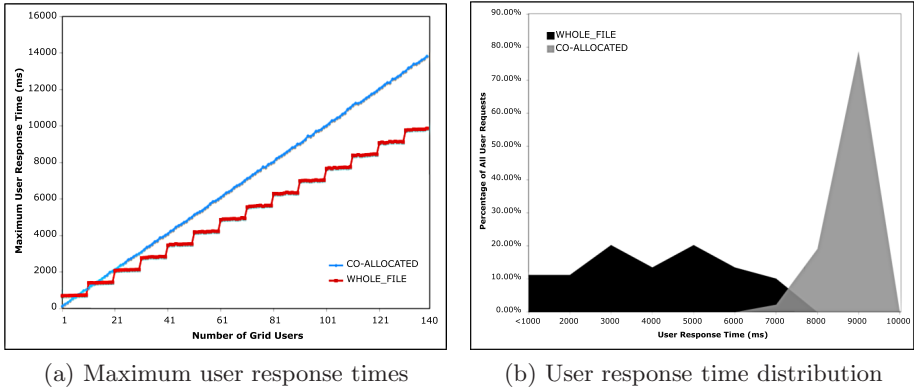 16000
14000
12000
10000
8000
6000
4000
2000
0
Maximum User Response Time (ms)
CO-ALLOCATED
WHOLE_FILE
1 21 41 61 81 101 121 140
Number of Grid Users
(a) Maximum user response times
90.00%
80.00%
70.00%
60.00%
50.00%
40.00%
30.00%
20.00%
10.00%
0.00%
Percentage of All User Requests
WHOLE_FILE
CO-ALLOCATED
<1000 2000 3000 4000 5000 6000 7000 8000 9000 10000
User Response Time (ms)
(b) User response time distribution